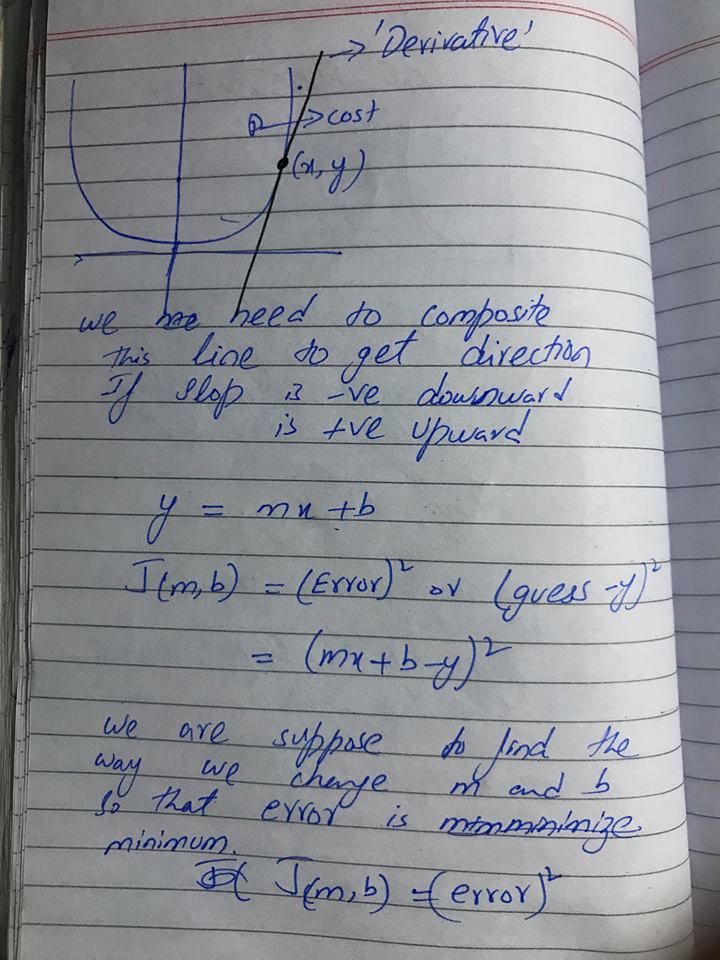 'Derivative'
cost
(x, y)
we need to composite
this line to get direction
If slop is -ve downward
is +ve upward
y = mx + b
J(m,b) = (Error)² or (guess - y)²
= (mx + b - y)²
we are suppose to find the
way we change m and b
so that error is
minimum.
J(m,b) = (error)²